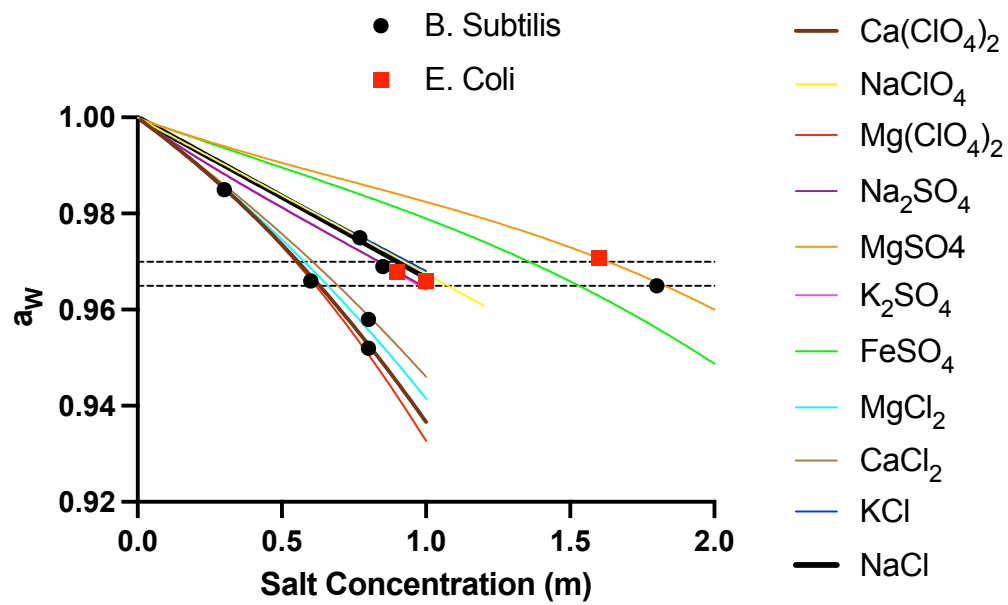 B. Subtilis
E. Coli
1.00
0.98
0.96
0.94
0.92
a_w
0.0 0.5 1.0 1.5 2.0
Salt Concentration (m)
Ca(ClO₄)₂
NaClO₄
Mg(ClO₄)₂
Na₂SO₄
MgSO4
K₂SO₄
FeSO₄
MgCl₂
CaCl₂
KCl
NaCl